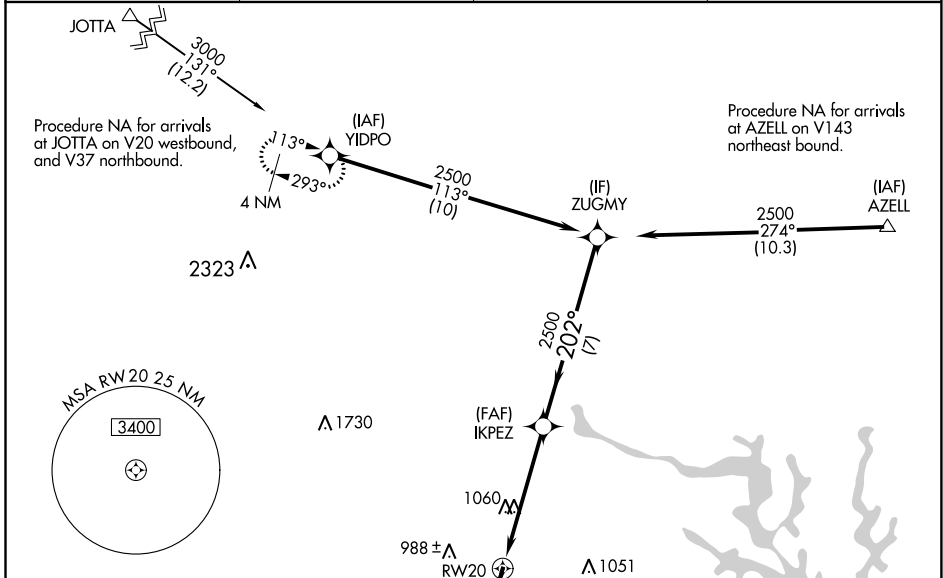 JOTTA
3000
131°
(12.2)
Procedure NA for arrivals
at JOTTA on V20 westbound,
and V37 northbound.
(IAF)
YIDPO
113°
293°
4 NM
2500
113°
(10)
Procedure NA for arrivals
at AZELL on V143
northeast bound.
(IF)
ZUGMY
(IAF)
AZELL
2500
274°
(10.3)
2323
2500
202°
(7)
MSA RW20 25 NM
3400
1730
(FAF)
IKPEZ
1060
988 ±
RW20
1051